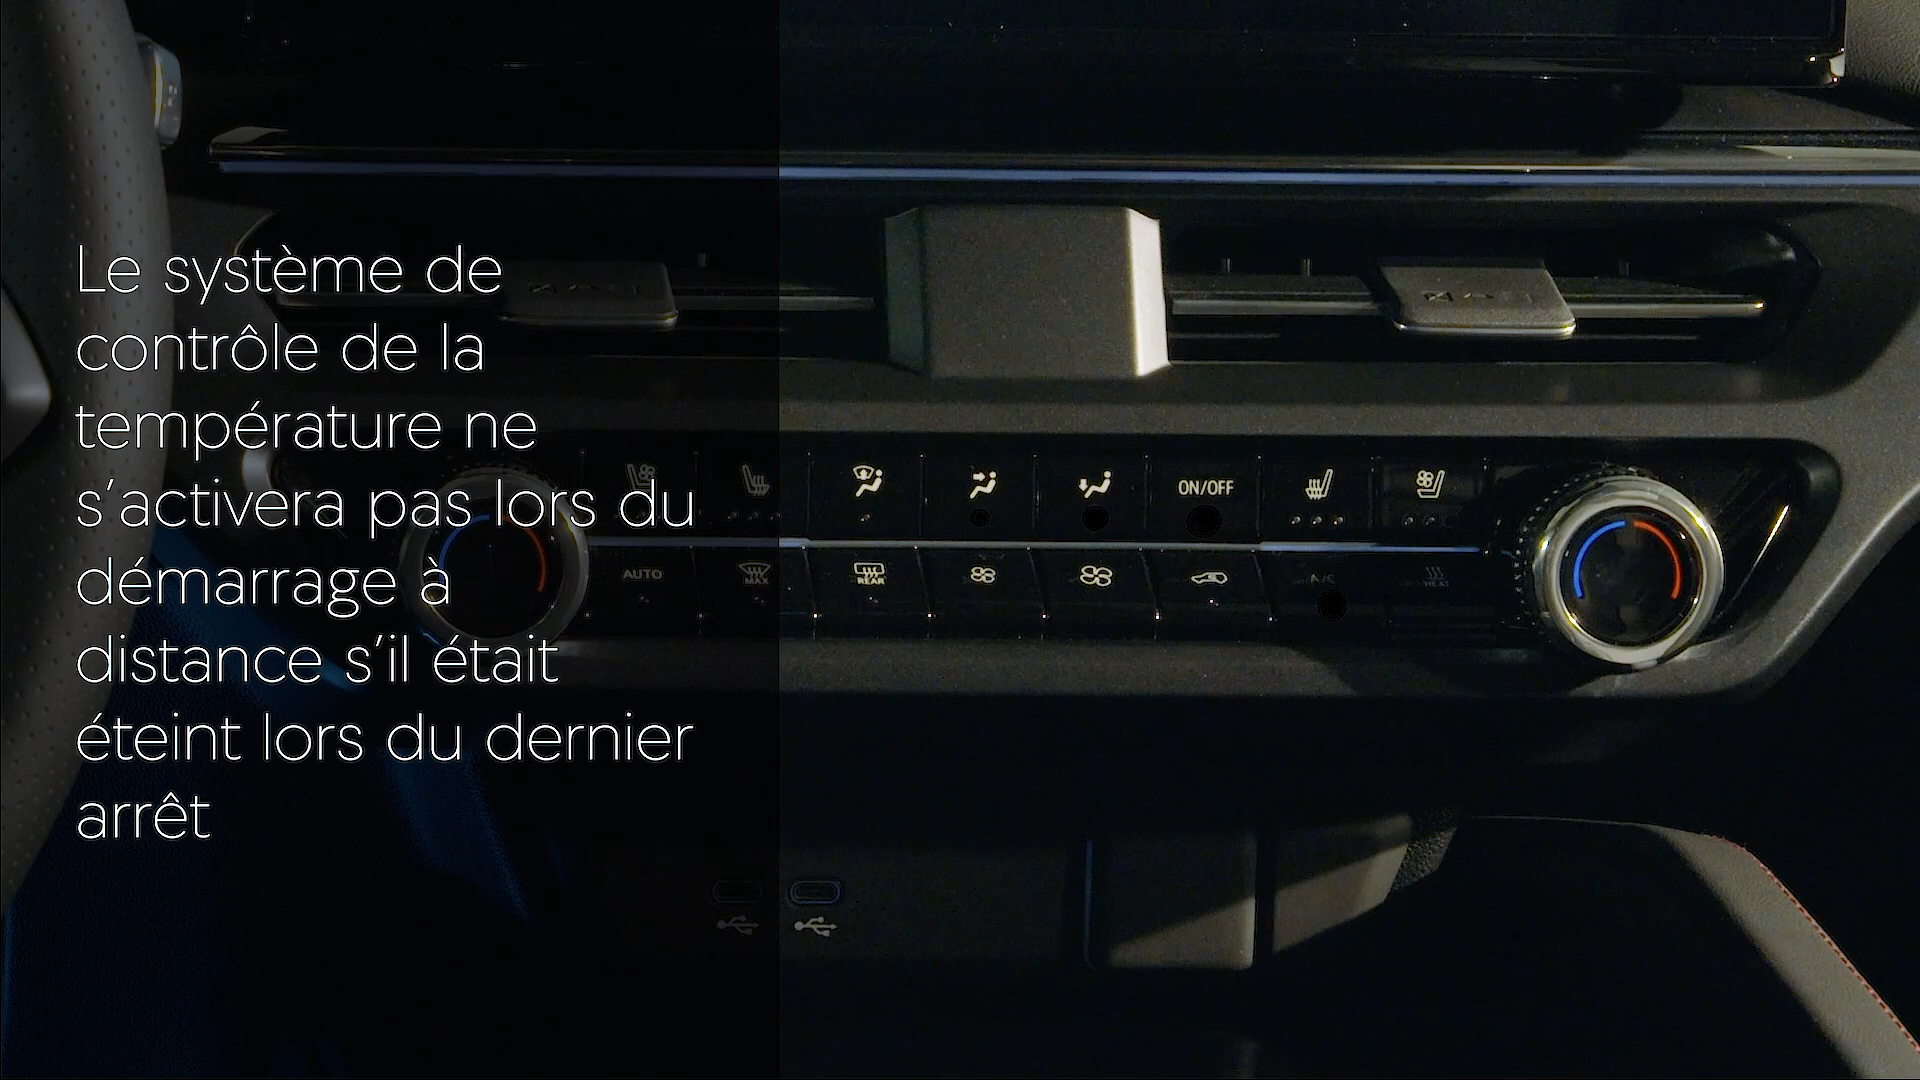 Le système de
contrôle de la
température ne
s'activera pas lors du
démarrage à
distance s'il était
éteint lors du dernier
arrêt
ON/OFF
AUTO
MAX
REAR
A/C